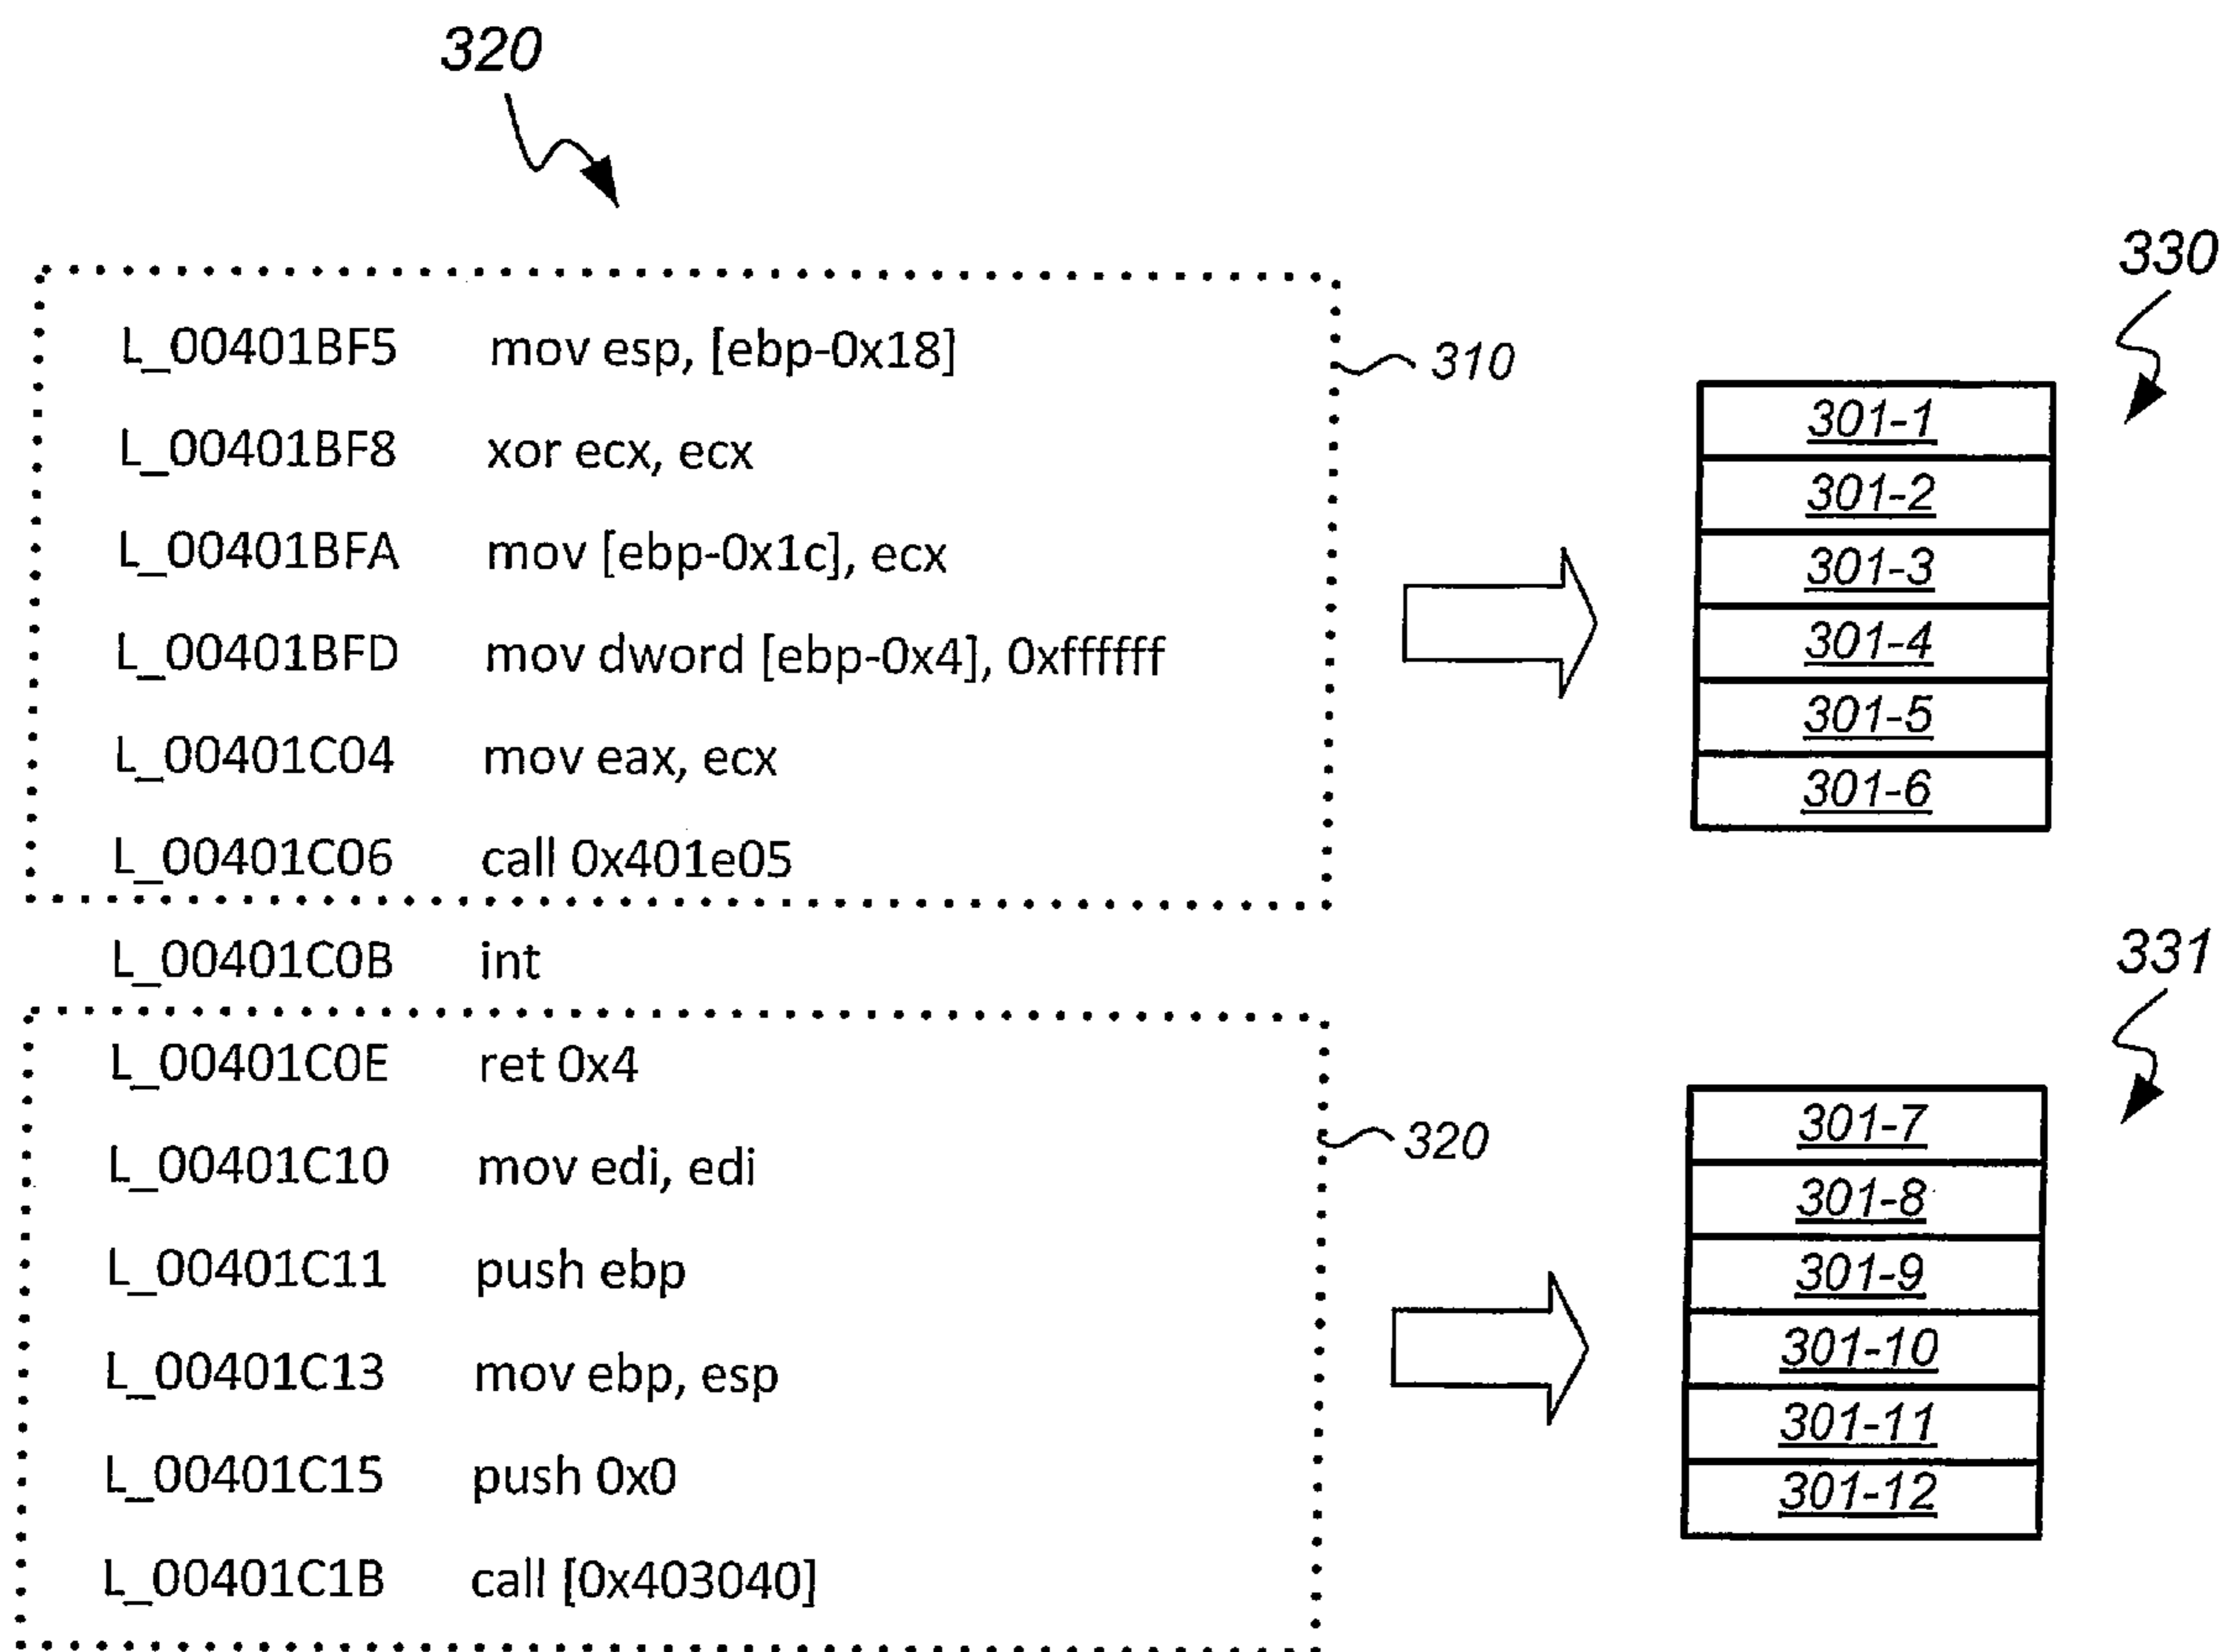 320
330
L_00401BF5 mov esp, [ebp-0x18]
310
301-1
L_00401BF8 xor ecx, ecx
301-2
L_00401BFA mov [ebp-0x1c], ecx
301-3
L_00401BFD mov dword [ebp-0x4], 0xffffff
301-4
301-5
L_00401C04 mov eax, ecx
301-6
L_00401C06 call 0x401e05
L_00401C0B int
331
L_00401C0E ret 0x4
320
301-7
L_00401C10 mov edi, edi
301-8
L_00401C11 push ebp
301-9
301-10
L_00401C13 mov ebp, esp
301-11
L_00401C15 push 0x0
301-12
L_00401C1B call [0x403040]